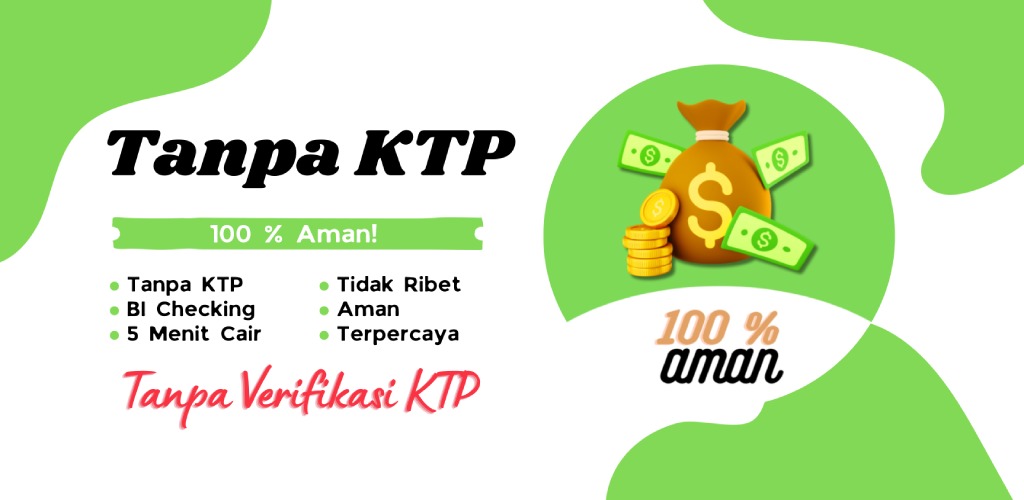 Tanpa KTP
100 % Aman!
Tanpa KTP
BI Checking
5 Menit Cair
Tidak Ribet
Aman
Terpercaya
Tanpa Verifikasi KTP
100 %
aman